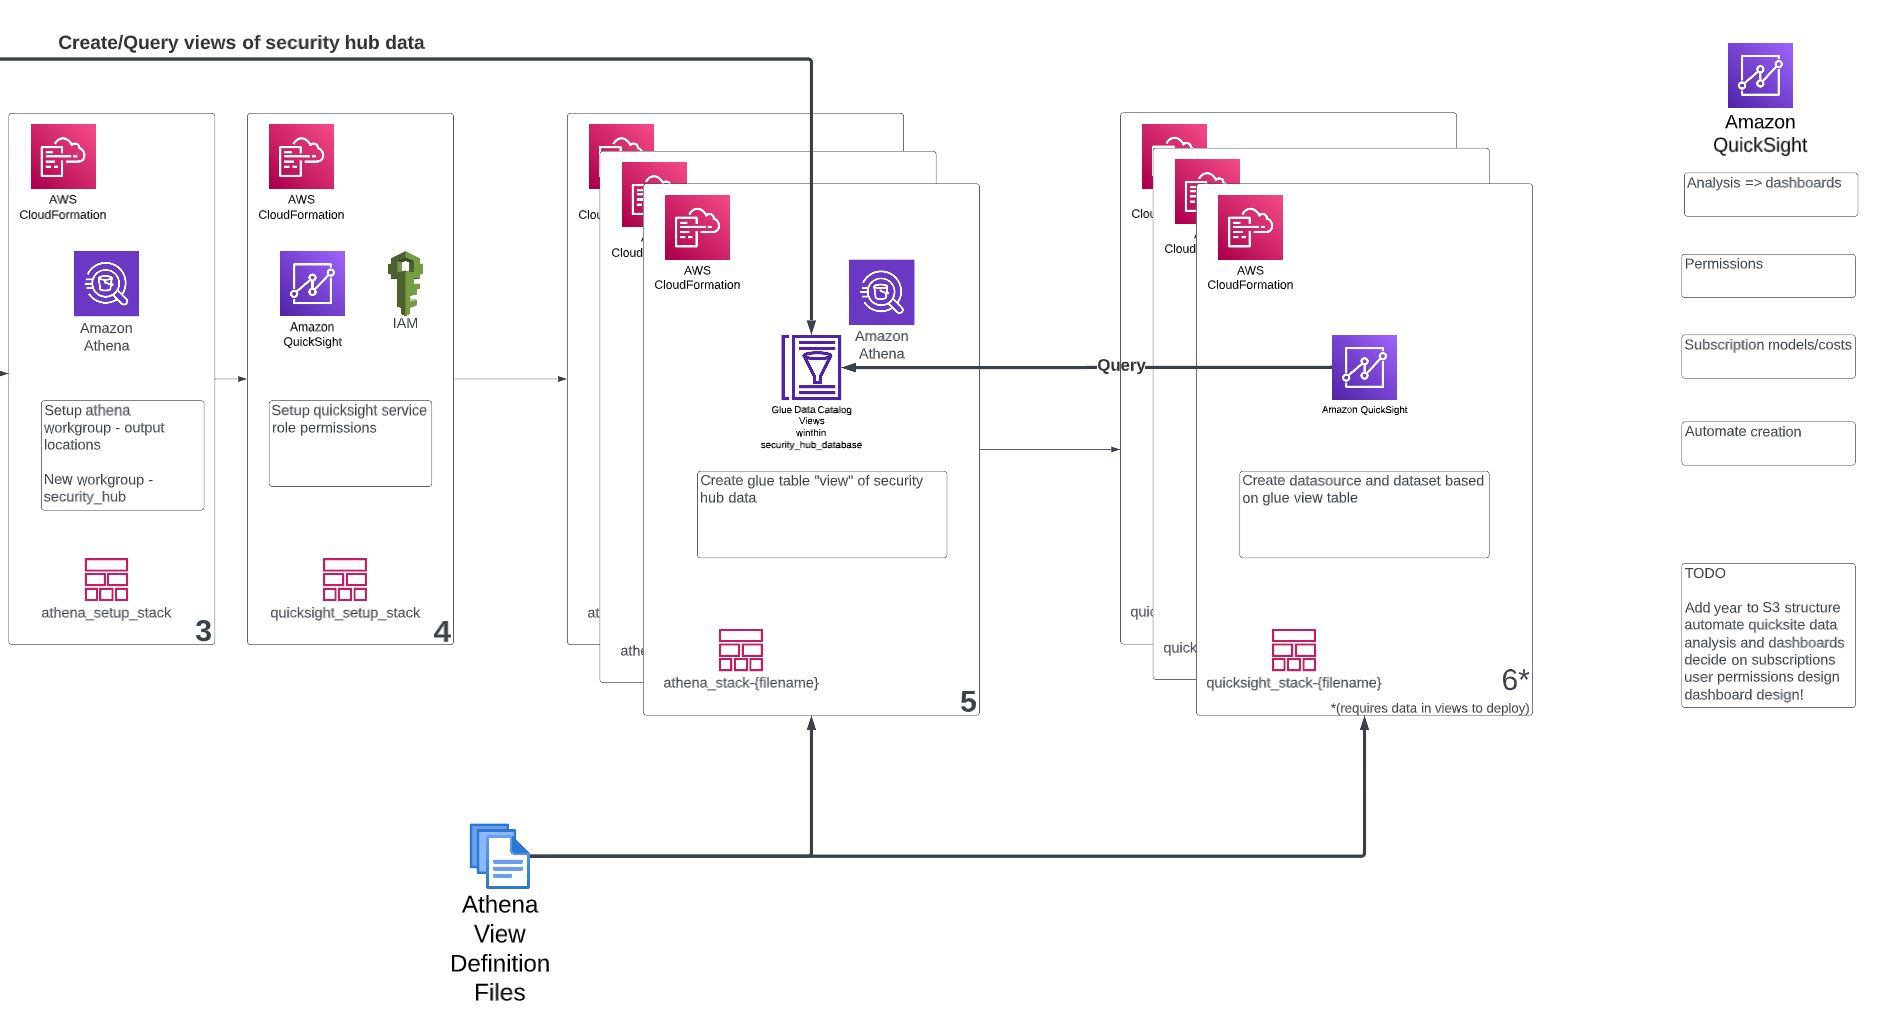 Create/Query views of security hub data
AWS
CloudFormation
Amazon
Athena
Setup athena
workgroup - output
locations
New workgroup -
security_hub
athena_setup_stack
3
AWS
CloudFormation
Amazon
QuickSight
IAM
Setup quicksight service
role permissions
quicksight_setup_stack
4
Clou
at
A
Cloud
athe
AWS
CloudFormation
Amazon
Athena
Glue Data Catalog
Views
winthin
security_hub_database
Create glue table "view" of security
hub data
athena_stack-{filename}
5
Query
Clou
quic
A
Cloud
quick
AWS
CloudFormation
Amazon QuickSight
Create datasource and dataset based
on glue view table
quicksight_stack-{filename}
6*
*(requires data in views to deploy)
Amazon
QuickSight
Analysis => dashboards
Permissions
Subscription models/costs
Automate creation
TODO
Add year to S3 structure
automate quicksite data
analysis and dashboards
decide on subscriptions
user permissions design
dashboard design!
Athena
View
Definition
Files